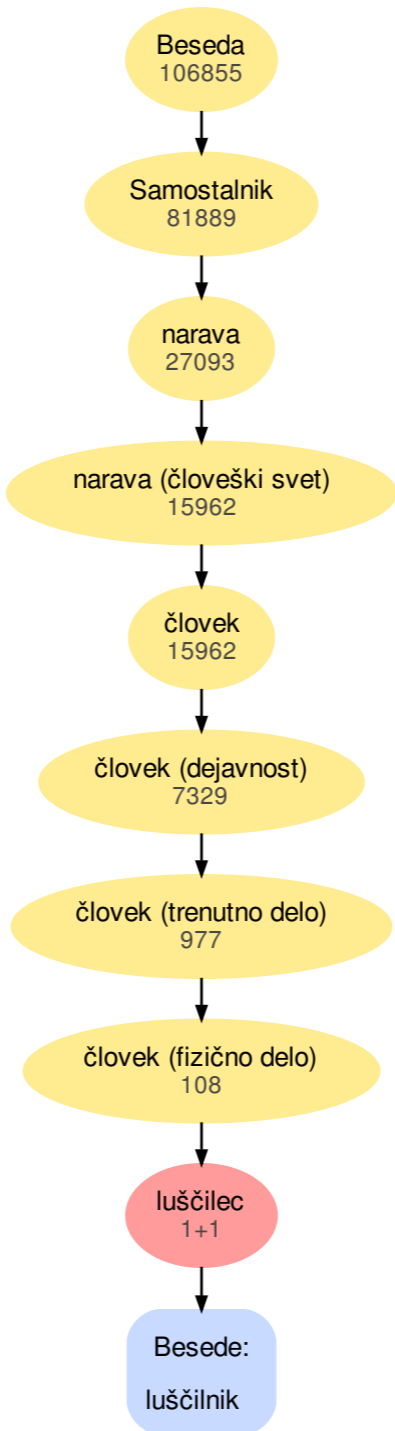 Beseda
106855
Samostalnik
81889
narava
27093
narava (človeški svet)
15962
človek
15962
človek (dejavnost)
7329
človek (trenutno delo)
977
človek (fizično delo)
108
luščilec
1+1
Besede:
luščilnik